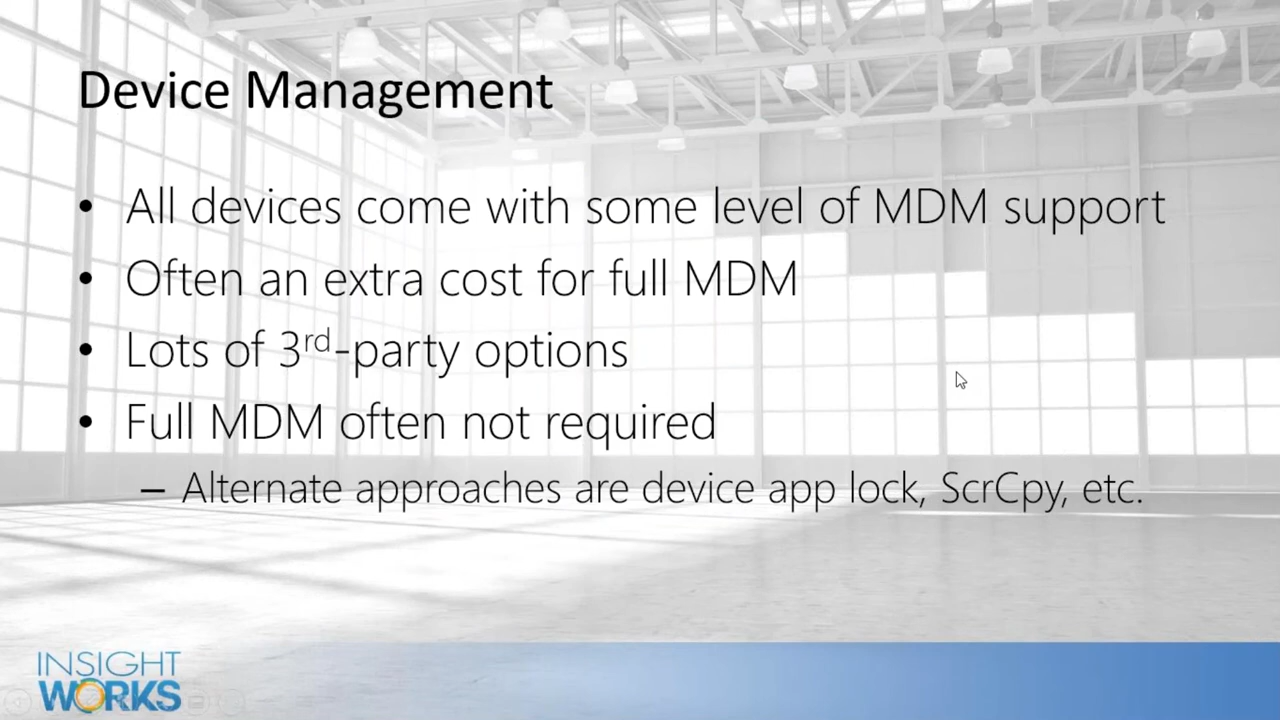 Device Management
• All devices come with some level of MDM support
• Often an extra cost for full MDM
• Lots of 3rd-party options
• Full MDM often not required
– Alternate approaches are device app lock, ScrCpy, etc.
INSIGHT
WORKS